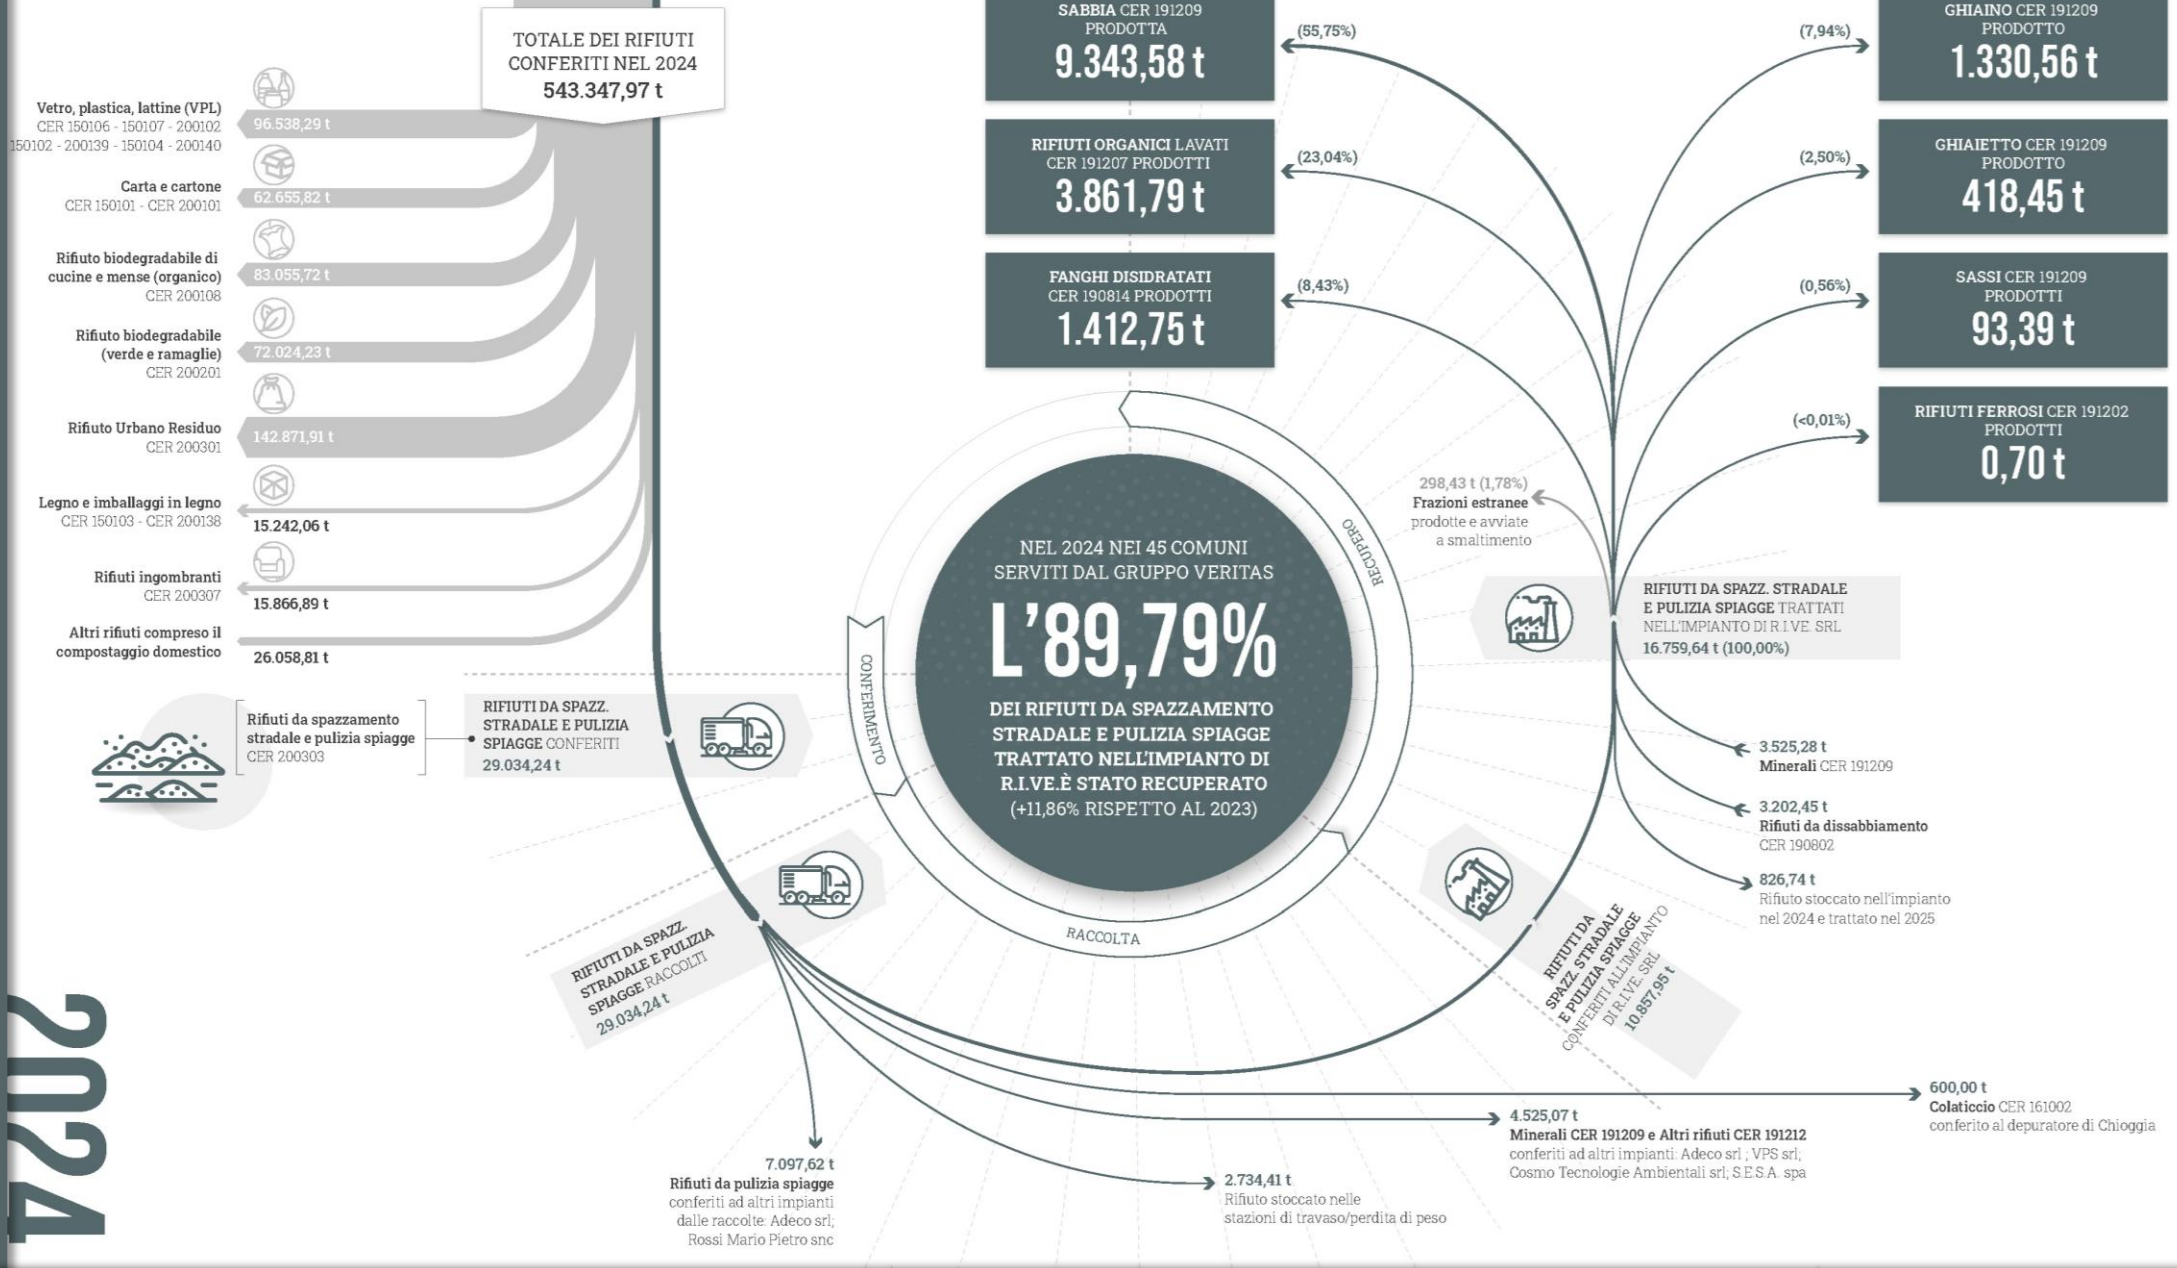 TOTALE DEI RIFIUTI
CONFERITI NEL 2024
543.347,97 t
Vetro, plastica, lattine (VPL)
CER 150106 - 150107 - 200102
150102 - 200139 - 150104 - 200140
96.538,29 t
Carta e cartone
CER 150101 - CER 200101
62.655,82 t
Rifiuto biodegradabile di
cucine e mense (organico)
CER 200108
83.055,72 t
Rifiuto biodegradabile
(verde e ramaglie)
CER 200201
72.024,23 t
Rifiuto Urbano Residuo
CER 200301
142.871,91 t
Legno e imballaggi in legno
CER 150103 - CER 200138
15.242,06 t
Rifiuti ingombranti
CER 200307
15.866,89 t
Altri rifiuti compreso il
compostaggio domestico
26.058,81 t
Rifiuti da spazzamento
stradale e pulizia spiagge
CER 200303
RIFIUTI DA SPAZZ.
STRADALE E PULIZIA
SPIAGGE CONFERITI
29.034,24 t
RIFIUTI DA SPAZZ.
STRADALE E PULIZIA
SPIAGGE RACCOLTI
29.034,24 t
2024
SABBIA CER 191209
PRODOTTA
9.343,58 t
(55,75%)
RIFIUTI ORGANICI LAVATI
CER 191207 PRODOTTI
3.861,79 t
(23,04%)
FANGHI DISIDRATATI
CER 190814 PRODOTTI
1.412,75 t
(8,43%)
GHIAINO CER 191209
PRODOTTO
1.330,56 t
(7,94%)
GHIAIETTO CER 191209
PRODOTTO
418,45 t
(2,50%)
SASSI CER 191209
PRODOTTI
93,39 t
(0,56%)
RIFIUTI FERROSI CER 191202
PRODOTTI
0,70 t
(<0,01%)
298,43 t (1,78%)
Frazioni estranee
prodotte e avviate
a smaltimento
RIFIUTI DA SPAZZ. STRADALE
E PULIZIA SPIAGGE TRATTATI
NELL'IMPIANTO DI R.I.VE. SRL
16.759,64 t (100,00%)
CONFERIMENTO
RACCOLTA
RECUPERO
NEL 2024 NEI 45 COMUNI
SERVITI DAL GRUPPO VERITAS
L'89,79%
DEI RIFIUTI DA SPAZZAMENTO
STRADALE E PULIZIA SPIAGGE
TRATTATO NELL'IMPIANTO DI
R.I.VE.È STATO RECUPERATO
(+11,86% RISPETTO AL 2023)
3.525,28 t
Minerali CER 191209
3.202,45 t
Rifiuti da dissabbiamento
CER 190802
826,74 t
Rifiuto stoccato nell'impianto
nel 2024 e trattato nel 2025
RIFIUTI DA
SPAZZ. STRADALE
E PULIZIA SPIAGGE
CONFERITI ALL'IMPIANTO
DI R.I.VE. SRL
10.857,95 t
600,00 t
Colaticcio CER 161002
conferito al depuratore di Chioggia
4.525,07 t
Minerali CER 191209 e Altri rifiuti CER 191212
conferiti ad altri impianti: Adeco srl ; VPS srl;
Cosmo Tecnologie Ambientali srl; S.E.S.A. spa
2.734,41 t
Rifiuto stoccato nelle
stazioni di travaso/perdita di peso
7.097,62 t
Rifiuti da pulizia spiagge
conferiti ad altri impianti
dalle raccolte: Adeco srl;
Rossi Mario Pietro snc